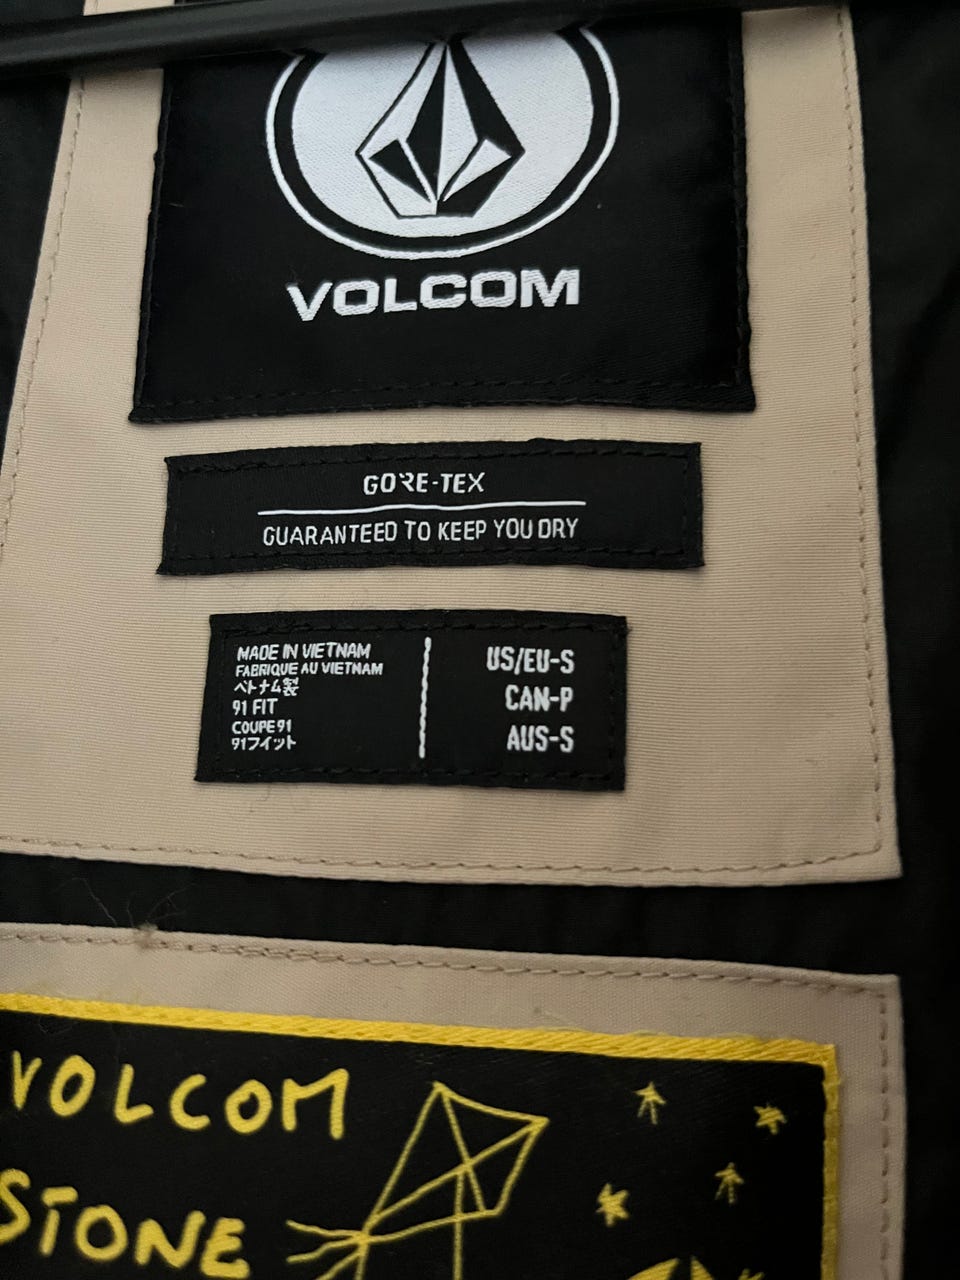 VOLCOM
GORE-TEX
GUARANTEED TO KEEP YOU DRY
MADE IN VIETNAM
FABRIQUE AU VIETNAM
ベトナム製
91 FIT
COUPE 91
91フィット
US/EU-S
CAN-P
AUS-S
VOLCOM
STONE